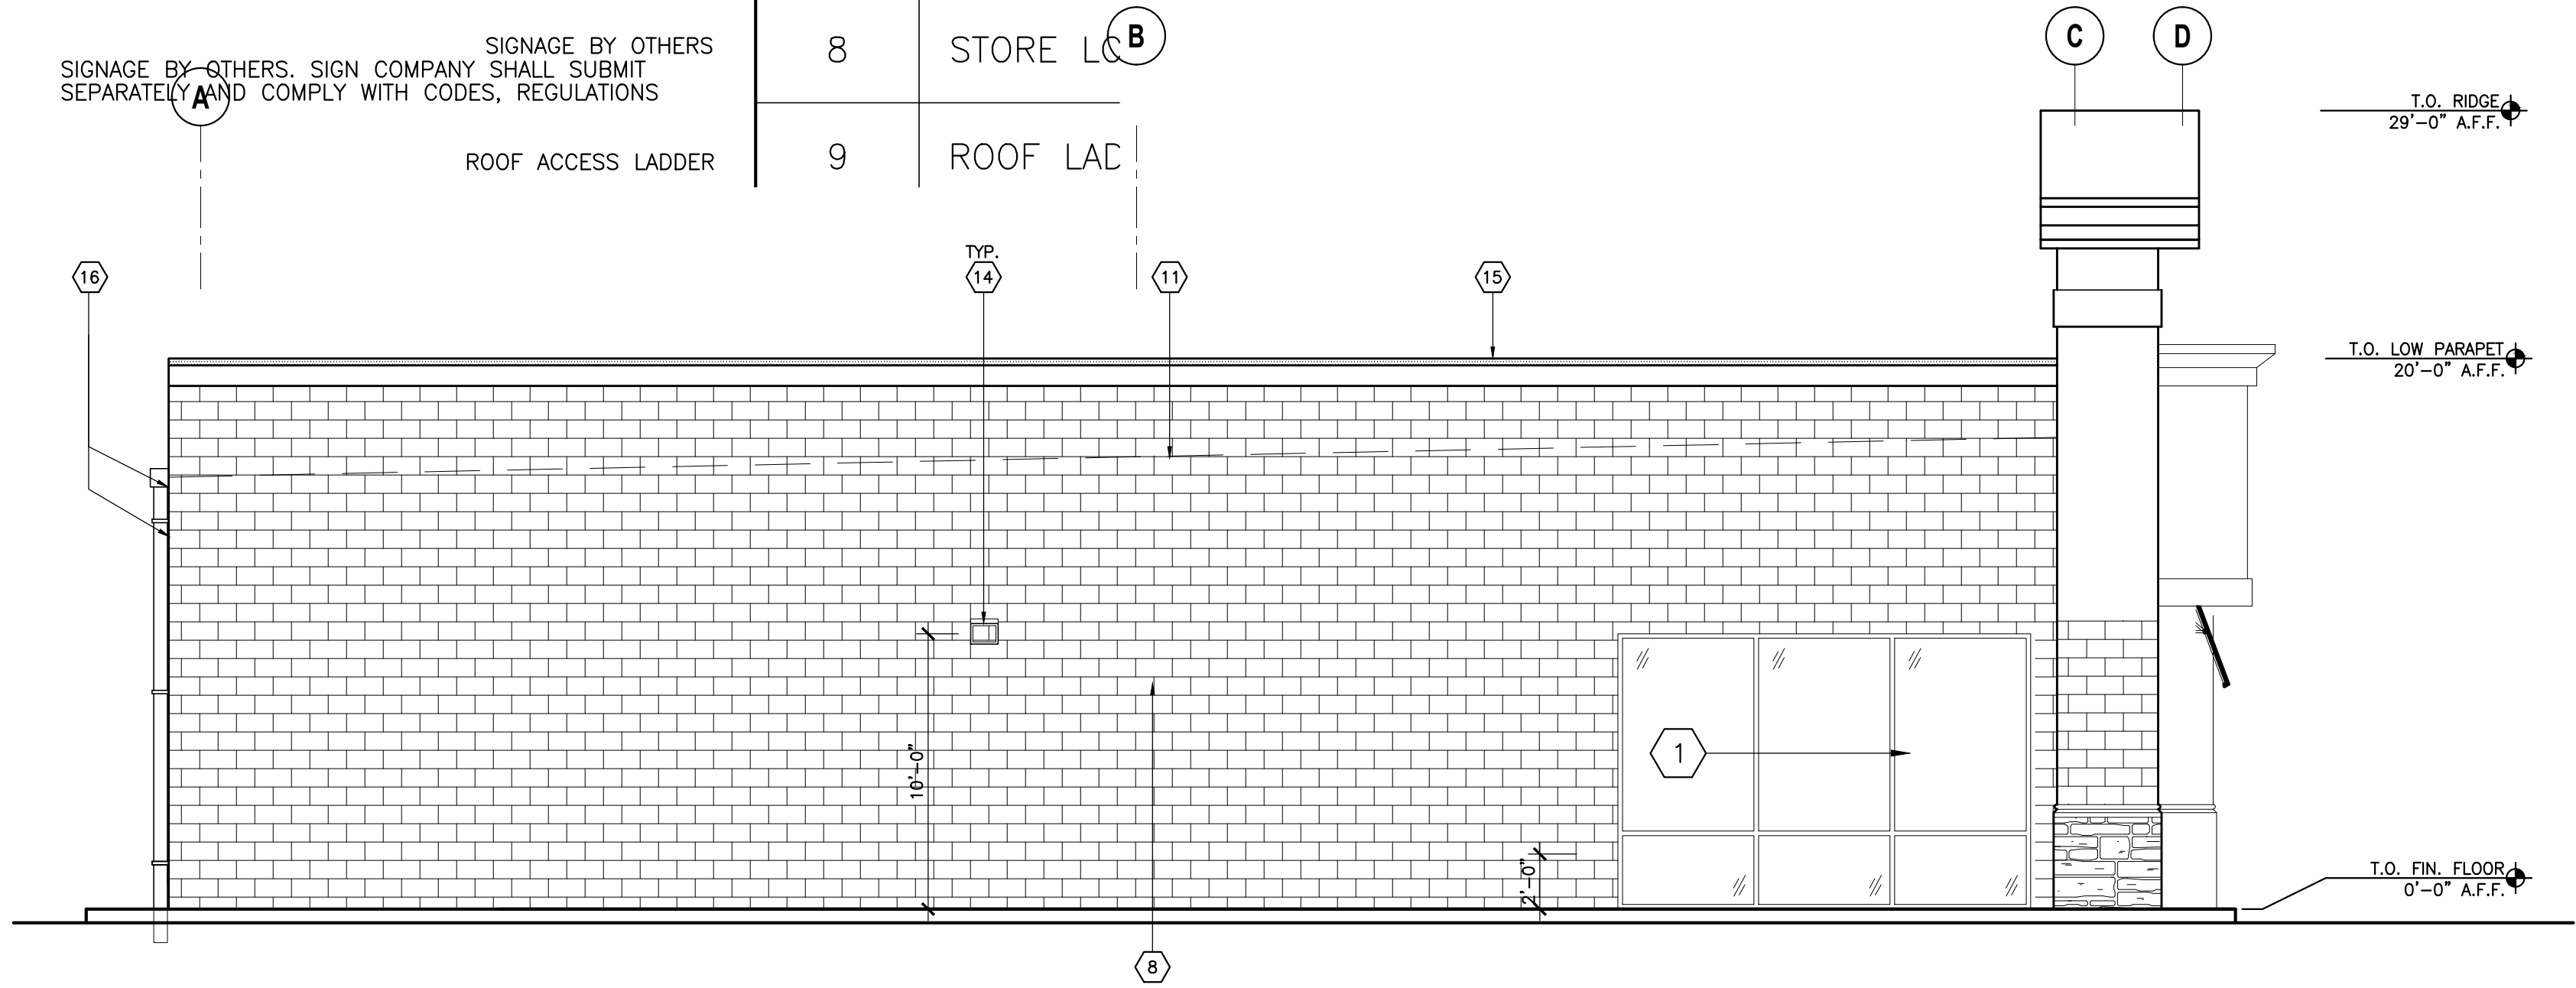 SIGNAGE BY OTHERS
SIGNAGE BY OTHERS. SIGN COMPANY SHALL SUBMIT
SEPARATELY AND COMPLY WITH CODES, REGULATIONS
ROOF ACCESS LADDER
8 STORE LC
9 ROOF LAD
A
B
C
D
T.O. RIDGE
29'-0" A.F.F.
T.O. LOW PARAPET
20'-0" A.F.F.
T.O. FIN. FLOOR
0'-0" A.F.F.
16
TYP.
14
11
15
10'-0"
2'-0"
1
8